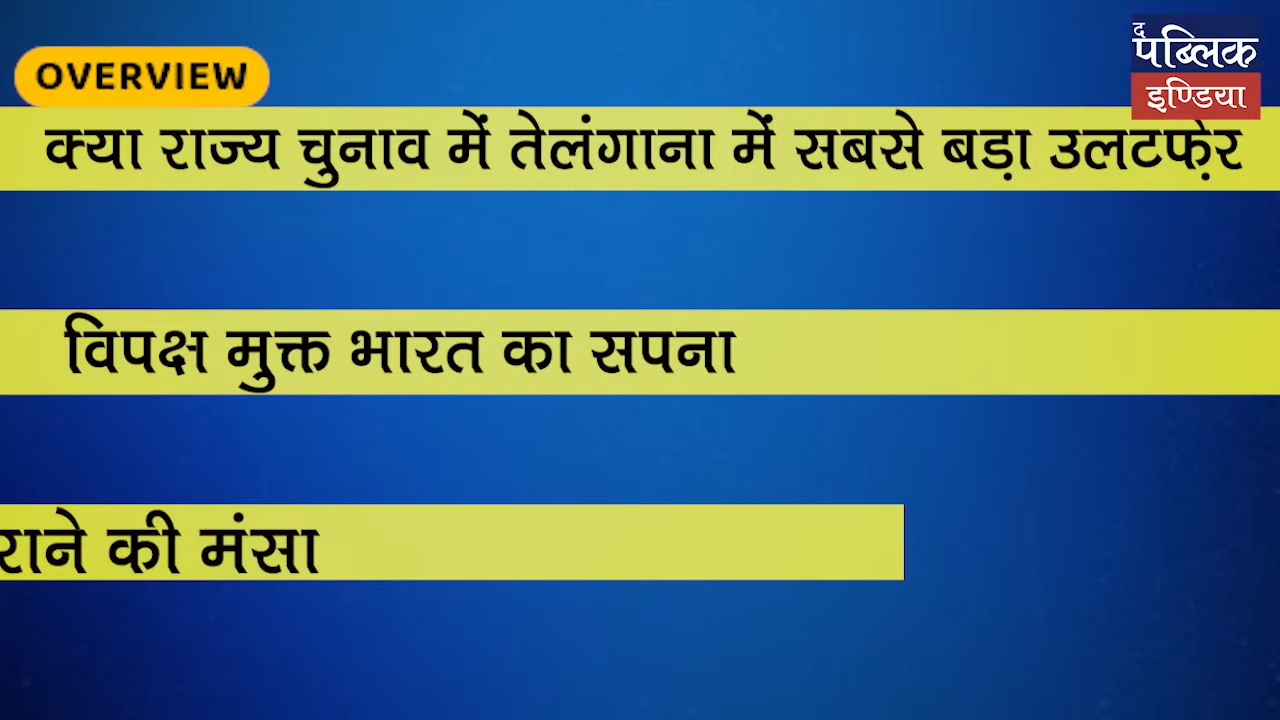 द
पब्लिक
इण्डिया
OVERVIEW
क्या राज्य चुनाव में तेलंगाना में सबसे बड़ा उलटफे़र
विपक्ष मुक्त भारत का सपना
की मंसा